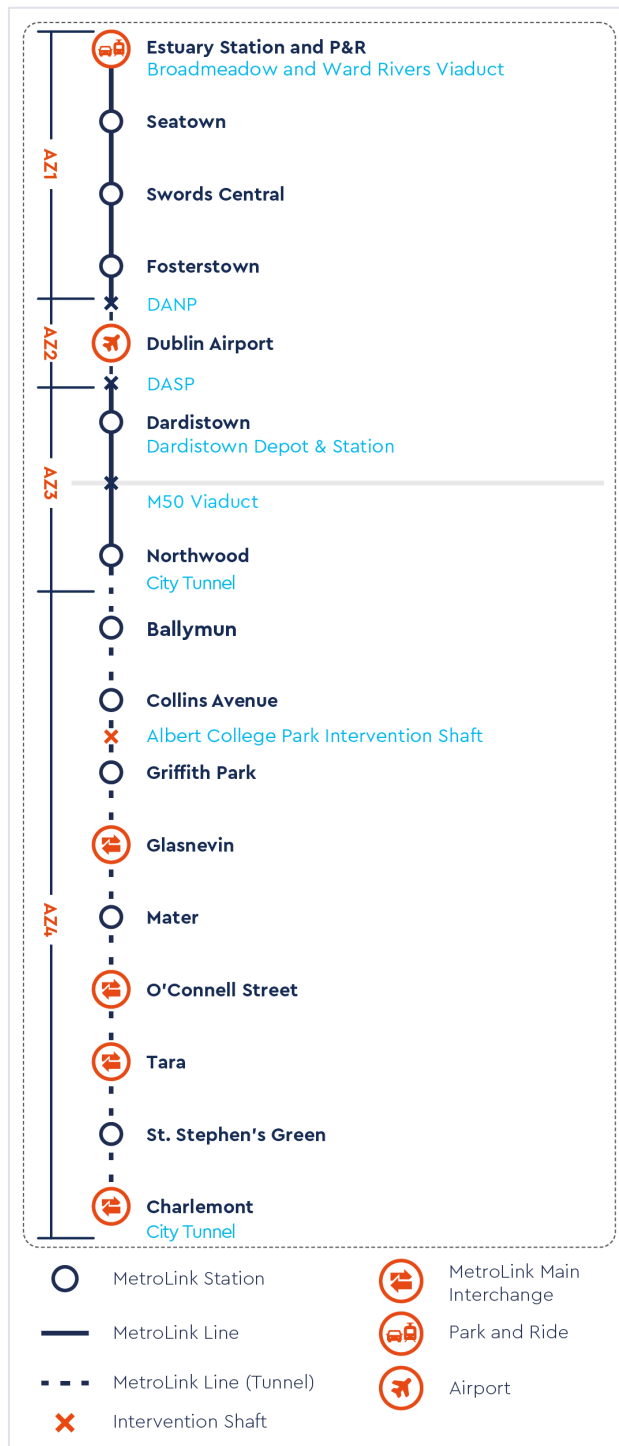 Estuary Station and P&R
Broadmeadow and Ward Rivers Viaduct
Seatown
AZ1
Swords Central
Fosterstown
DANP
AZ2
Dublin Airport
DASP
Dardistown
Dardistown Depot & Station
AZ3
M50 Viaduct
Northwood
City Tunnel
Ballymun
Collins Avenue
Albert College Park Intervention Shaft
Griffith Park
Glasnevin
AZ4
Mater
O'Connell Street
Tara
St. Stephen's Green
Charlemont
City Tunnel
MetroLink Station
MetroLink Line
MetroLink Line (Tunnel)
Intervention Shaft
MetroLink Main
Interchange
Park and Ride
Airport